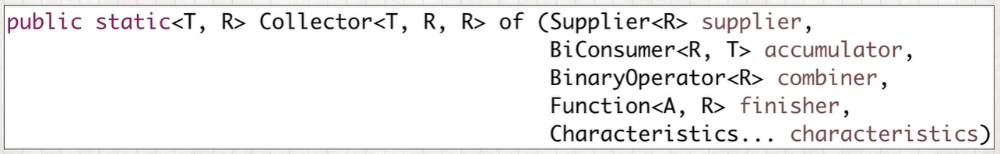 public static<T, R> Collector<T, R, R> of (Supplier<R> supplier,
BiConsumer<R, T> accumulator,
BinaryOperator<R> combiner,
Function<A, R> finisher,
Characteristics... characteristics)